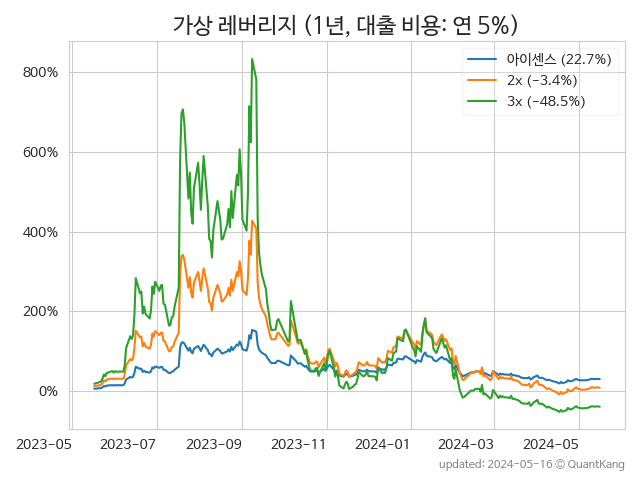 가상 레버리지 (1년, 대출 비용: 연 5%)
아이센스 (22.7%)
2x (−3.4%)
3x (−48.5%)
800%
600%
400%
200%
0%
2023-05 2023-07 2023-09 2023-11 2024-01 2024-03 2024-05
updated: 2024-05-16 © QuantKang